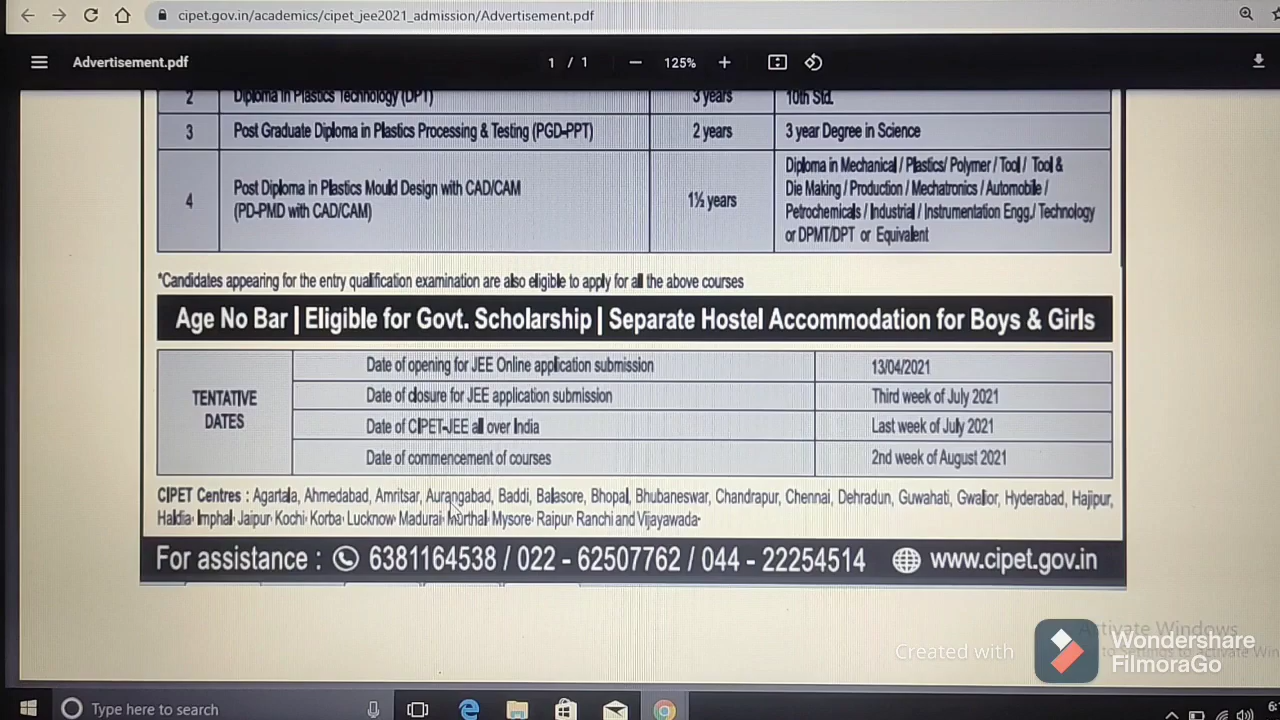 cipet.gov.in/academics/cipet_jee2021_admission/Advertisement.pdf
Advertisement.pdf
1 / 1
125%
2
Diploma in Plastics Technology (DPT)
3 years
10th Std.
3
Post Graduate Diploma in Plastics Processing & Testing (PGD-PPT)
2 years
3 year Degree in Science
4
Post Diploma in Plastics Mould Design with CAD/CAM
(PD-PMD with CAD/CAM)
1½ years
Diploma in Mechanical / Plastics/ Polymer / Tool / Tool &
Die Making / Production / Mechatronics / Automobile /
Petrochemicals / Industrial / Instrumentation Engg./ Technology
or DPMT/DPT or Equivalent
*Candidates appearing for the entry qualification examination are also eligible to apply for all the above courses
Age No Bar | Eligible for Govt. Scholarship | Separate Hostel Accommodation for Boys & Girls
TENTATIVE
DATES
Date of opening for JEE Online application submission
13/04/2021
Date of closure for JEE application submission
Third week of July 2021
Date of CIPET-JEE all over India
Last week of July 2021
Date of commencement of courses
2nd week of August 2021
CIPET Centres : Agartala, Ahmedabad, Amritsar, Aurangabad, Baddi, Balasore, Bhopal, Bhubaneswar, Chandrapur, Chennai, Dehradun, Guwahati, Gwalior, Hyderabad, Hajipur,
Haldia, Imphal, Jaipur, Kochi, Korba, Lucknow, Madurai, Murthal, Mysore, Raipur, Ranchi and Vijayawada.
For assistance : 6381164538 / 022 - 62507762 / 044 - 22254514 www.cipet.gov.in
Activate Windows
Created with
Wondershare
FilmoraGo
Type here to search